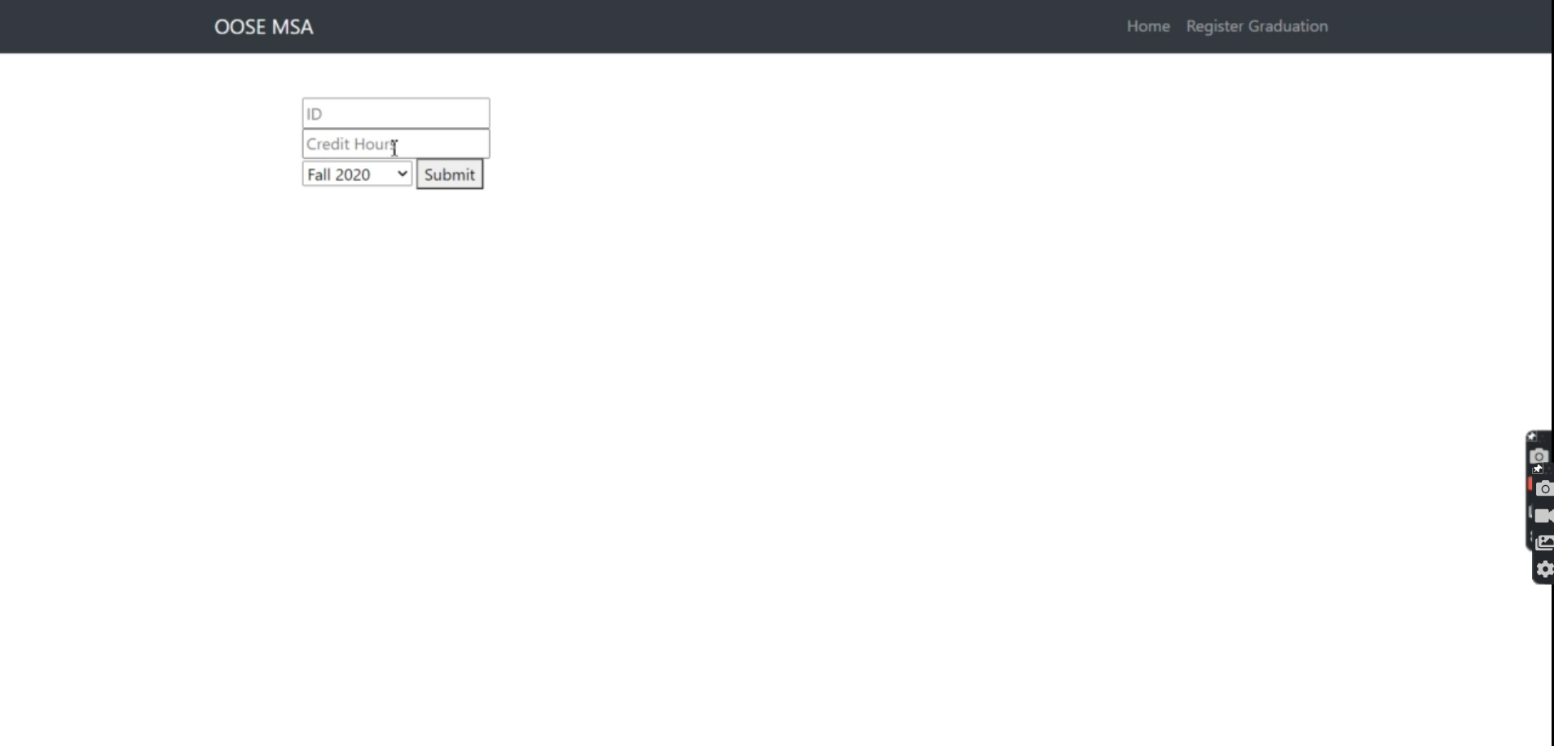 OOSE MSA
Home Register Graduation
ID
Credit Hours
Fall 2020 Submit